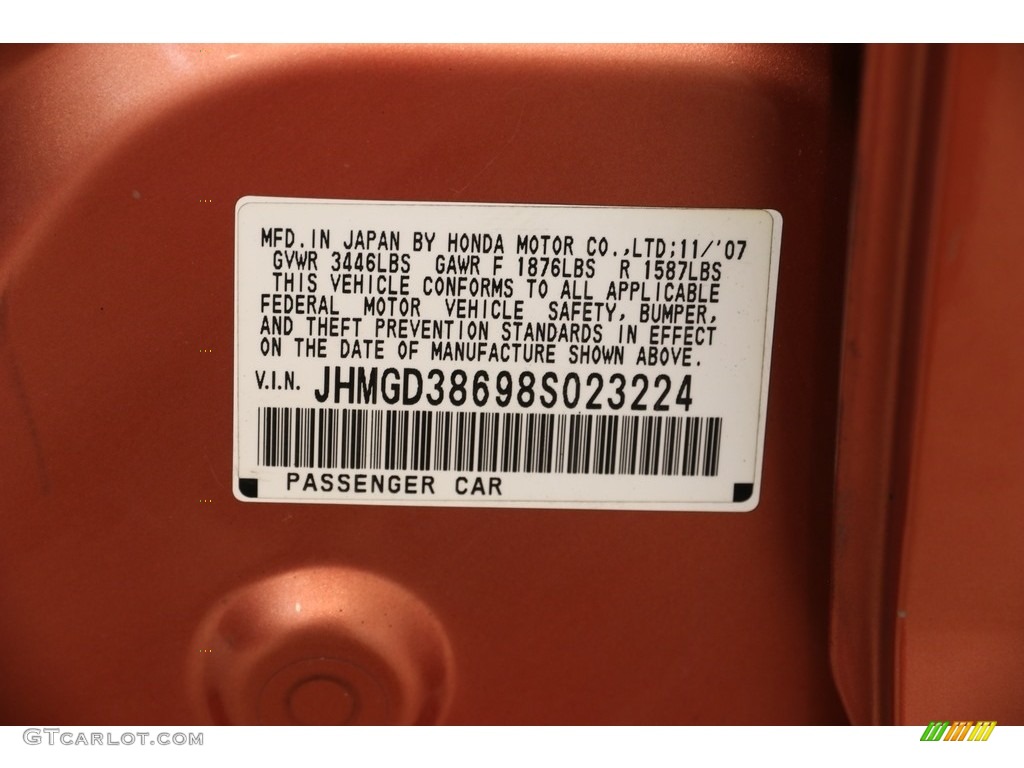 MFD.IN JAPAN BY HONDA MOTOR CO.,LTD;11/'07
GVWR 3446LBS GAWR F 1876LBS R 1587LBS
THIS VEHICLE CONFORMS TO ALL APPLICABLE
FEDERAL MOTOR VEHICLE SAFETY, BUMPER,
AND THEFT PREVENTION STANDARDS IN EFFECT
ON THE DATE OF MANUFACTURE SHOWN ABOVE.
V.I.N. JHMGD38698S023224
PASSENGER CAR
GTCARLOT.COM